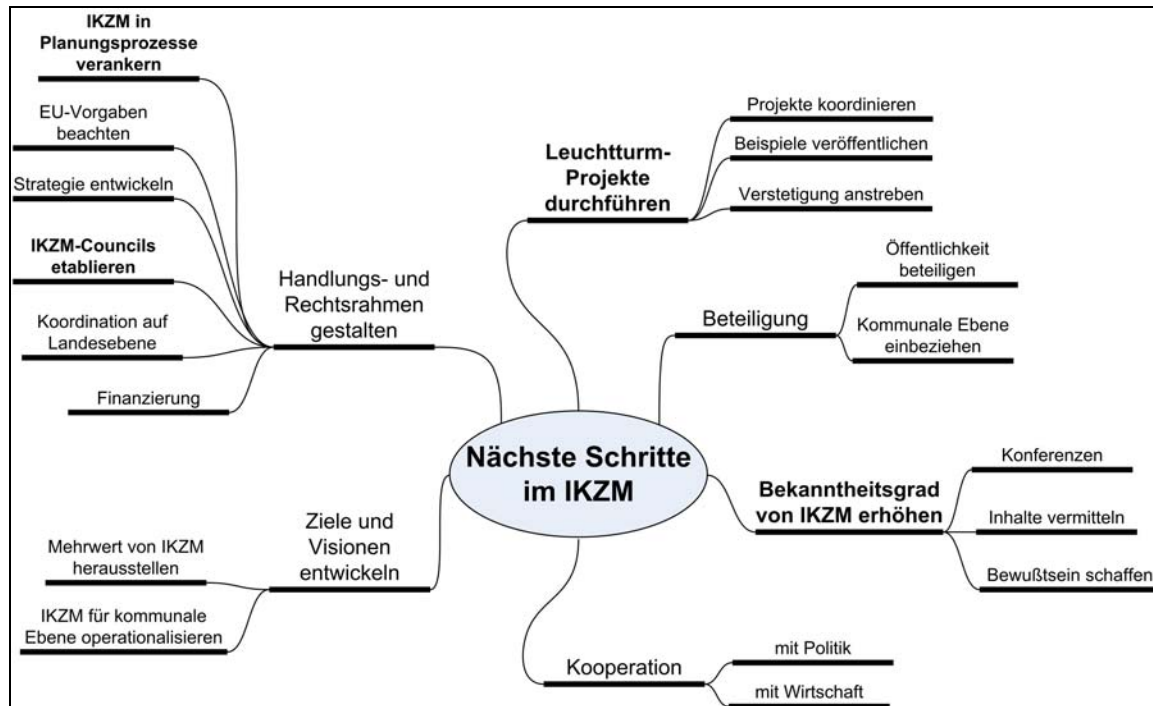 Nächste Schritte
im IKZM
Handlungs- und
Rechtsrahmen
gestalten
IKZM in
Planungsprozesse
verankern
EU-Vorgaben
beachten
Strategie entwickeln
IKZM-Councils
etablieren
Koordination auf
Landesebene
Finanzierung
Ziele und
Visionen
entwickeln
Mehrwert von IKZM
herausstellen
IKZM für kommunale
Ebene operationalisieren
Leuchtturm-
Projekte
durchführen
Projekte koordinieren
Beispiele veröffentlichen
Verstetigung anstreben
Beteiligung
Öffentlichkeit
beteiligen
Kommunale Ebene
einbeziehen
Bekanntheitsgrad
von IKZM erhöhen
Konferenzen
Inhalte vermitteln
Bewußtsein schaffen
Kooperation
mit Politik
mit Wirtschaft